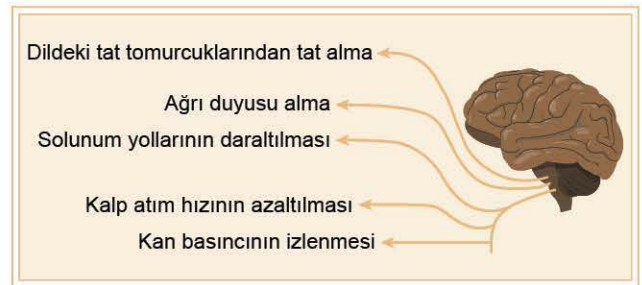 Dildeki tat tomurcuklarından tat alma
Ağrı duyusu alma
Solunum yollarının daraltılması
Kalp atım hızının azaltılması
Kan basıncının izlenmesi